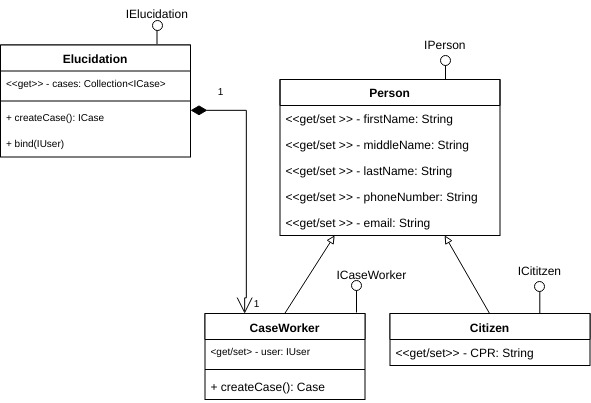 IElucidation
Elucidation
<<get>> - cases: Collection<ICase>
+ createCase(): ICase
+ bind(IUser)
1
1
IPerson
Person
<<get/set >> - firstName: String
<<get/set >> - middleName: String
<<get/set >> - lastName: String
<<get/set >> - phoneNumber: String
<<get/set >> - email: String
ICaseWorker
CaseWorker
<get/set> - user: IUser
+ createCase(): Case
ICititzen
Citizen
<<get/set>> - CPR: String